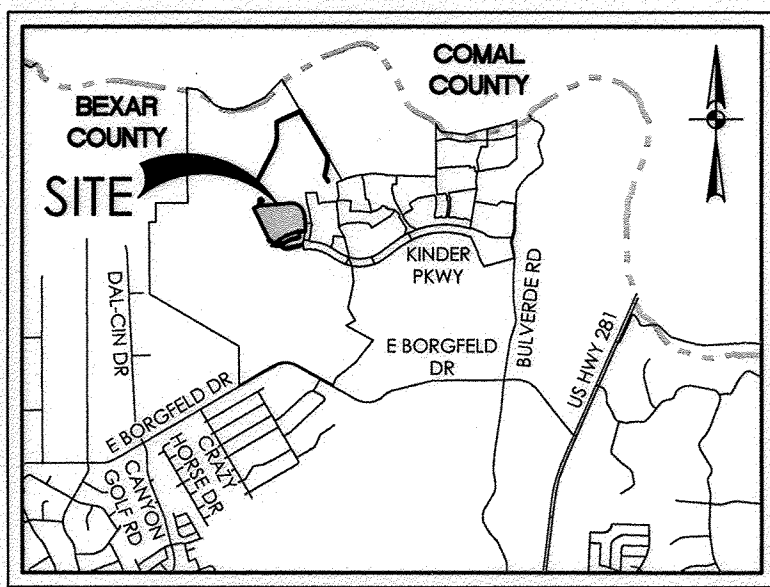 COMAL
COUNTY
BEXAR
COUNTY
SITE
KINDER
PKWY
DAL-CIN DR
BULVERDE RD
E BORGFELD
DR
US HWY 281
E BORGFELD DR
CRAZY
HORSE DR
CANYON
GOLF RD